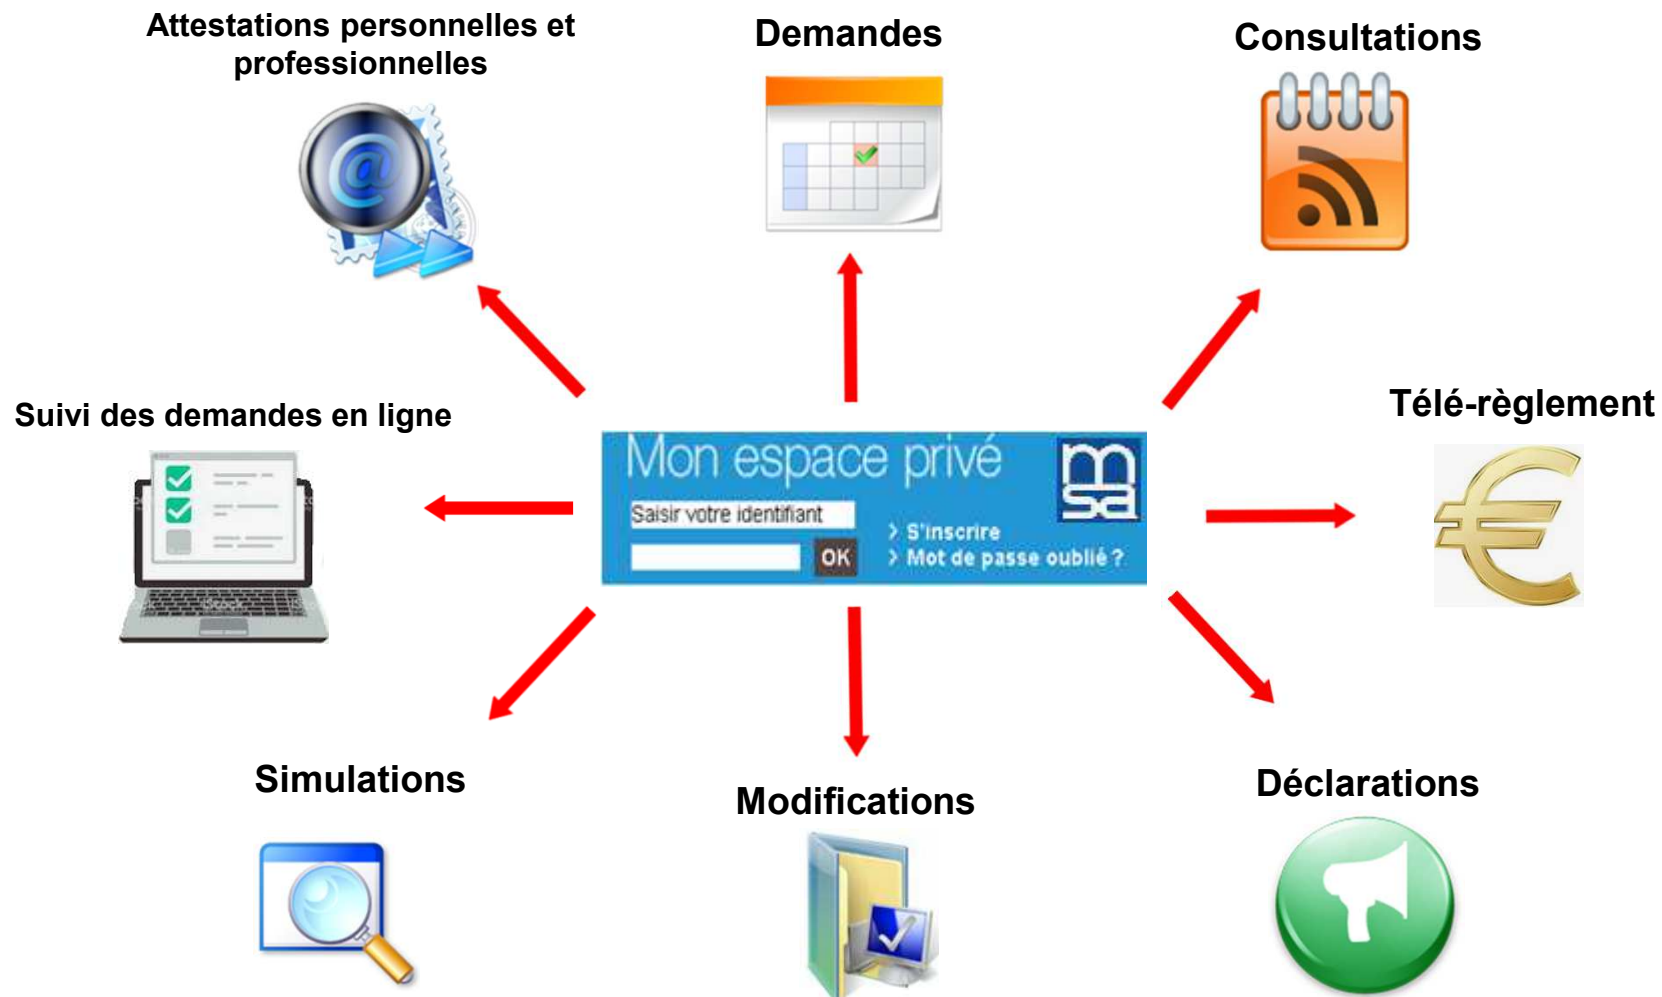 Attestations personnelles et
professionnelles
Demandes
Consultations
Suivi des demandes en ligne
Télé-règlement
Mon espace privé
msa
Saisir votre identifiant
> S'inscrire
OK
> Mot de passe oublié ?
iStock
Simulations
Modifications
Déclarations
@